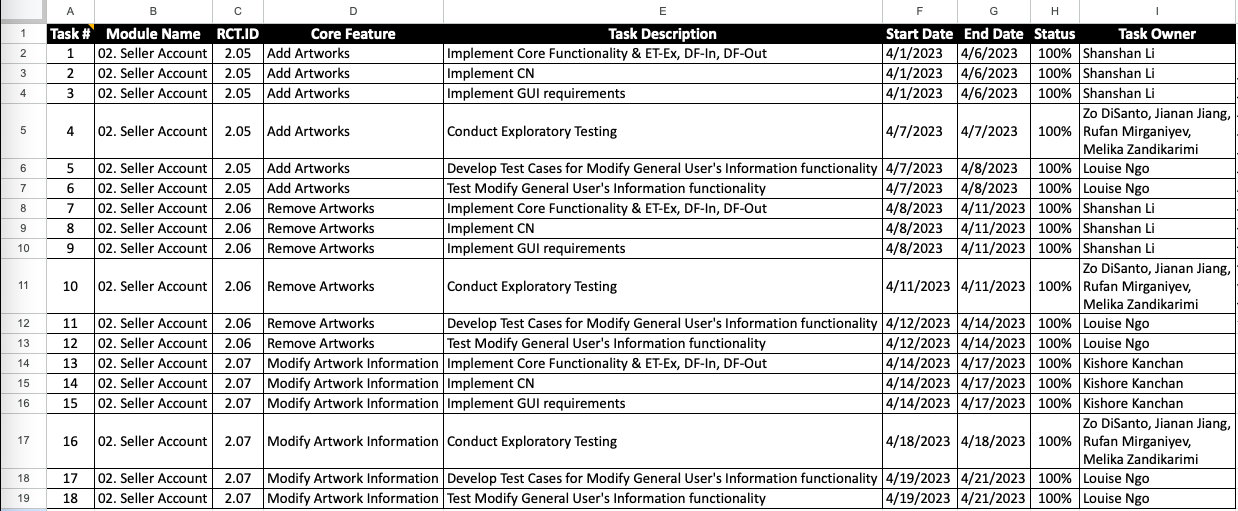 A B C D E F G H I
1 Task # Module Name RCT.ID Core Feature Task Description Start Date End Date Status Task Owner
2 1 02. Seller Account 2.05 Add Artworks Implement Core Functionality & ET-Ex, DF-In, DF-Out 4/1/2023 4/6/2023 100% Shanshan Li
3 2 02. Seller Account 2.05 Add Artworks Implement CN 4/1/2023 4/6/2023 100% Shanshan Li
4 3 02. Seller Account 2.05 Add Artworks Implement GUI requirements 4/1/2023 4/6/2023 100% Shanshan Li
5 4 02. Seller Account 2.05 Add Artworks Conduct Exploratory Testing 4/7/2023 4/7/2023 100% Zo DiSanto, Jianan Jiang,
Rufan Mirganiyev,
Melika Zandikarimi
6 5 02. Seller Account 2.05 Add Artworks Develop Test Cases for Modify General User's Information functionality 4/7/2023 4/8/2023 100% Louise Ngo
7 6 02. Seller Account 2.05 Add Artworks Test Modify General User's Information functionality 4/7/2023 4/8/2023 100% Louise Ngo
8 7 02. Seller Account 2.06 Remove Artworks Implement Core Functionality & ET-Ex, DF-In, DF-Out 4/8/2023 4/11/2023 100% Shanshan Li
9 8 02. Seller Account 2.06 Remove Artworks Implement CN 4/8/2023 4/11/2023 100% Shanshan Li
10 9 02. Seller Account 2.06 Remove Artworks Implement GUI requirements 4/8/2023 4/11/2023 100% Shanshan Li
11 10 02. Seller Account 2.06 Remove Artworks Conduct Exploratory Testing 4/11/2023 4/11/2023 100% Zo DiSanto, Jianan Jiang,
Rufan Mirganiyev,
Melika Zandikarimi
12 11 02. Seller Account 2.06 Remove Artworks Develop Test Cases for Modify General User's Information functionality 4/12/2023 4/14/2023 100% Louise Ngo
13 12 02. Seller Account 2.06 Remove Artworks Test Modify General User's Information functionality 4/12/2023 4/14/2023 100% Louise Ngo
14 13 02. Seller Account 2.07 Modify Artwork Information Implement Core Functionality & ET-Ex, DF-In, DF-Out 4/14/2023 4/17/2023 100% Kishore Kanchan
15 14 02. Seller Account 2.07 Modify Artwork Information Implement CN 4/14/2023 4/17/2023 100% Kishore Kanchan
16 15 02. Seller Account 2.07 Modify Artwork Information Implement GUI requirements 4/14/2023 4/17/2023 100% Kishore Kanchan
17 16 02. Seller Account 2.07 Modify Artwork Information Conduct Exploratory Testing 4/18/2023 4/18/2023 100% Zo DiSanto, Jianan Jiang,
Rufan Mirganiyev,
Melika Zandikarimi
18 17 02. Seller Account 2.07 Modify Artwork Information Develop Test Cases for Modify General User's Information functionality 4/19/2023 4/21/2023 100% Louise Ngo
19 18 02. Seller Account 2.07 Modify Artwork Information Test Modify General User's Information functionality 4/19/2023 4/21/2023 100% Louise Ngo